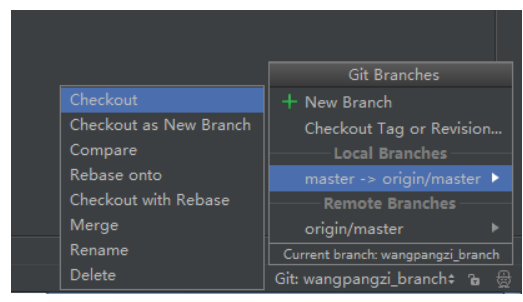 Git Branches
New Branch
Checkout Tag or Revision...
Local Branches
master -> origin/master
Remote Branches
origin/master
Current branch: wangpangzi_branch
Git: wangpangzi_branch
Checkout
Checkout as New Branch
Compare
Rebase onto
Checkout with Rebase
Merge
Rename
Delete